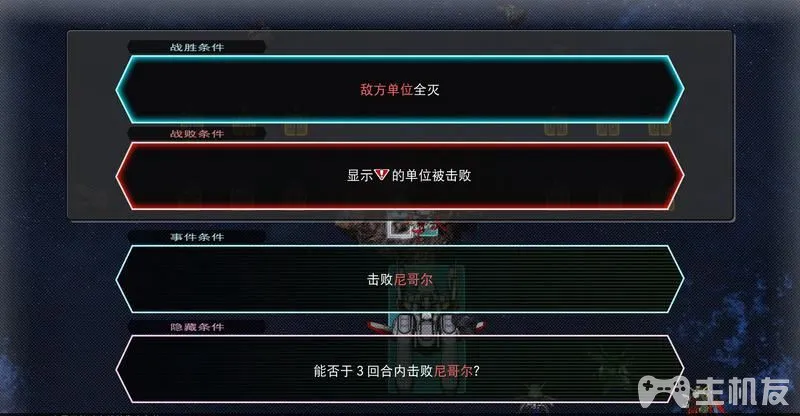 战胜条件
敌方单位全灭
战败条件
显示的单位被击败
事件条件
击败尼哥尔
隐藏条件
能否于3回合内击败尼哥尔?
主机友